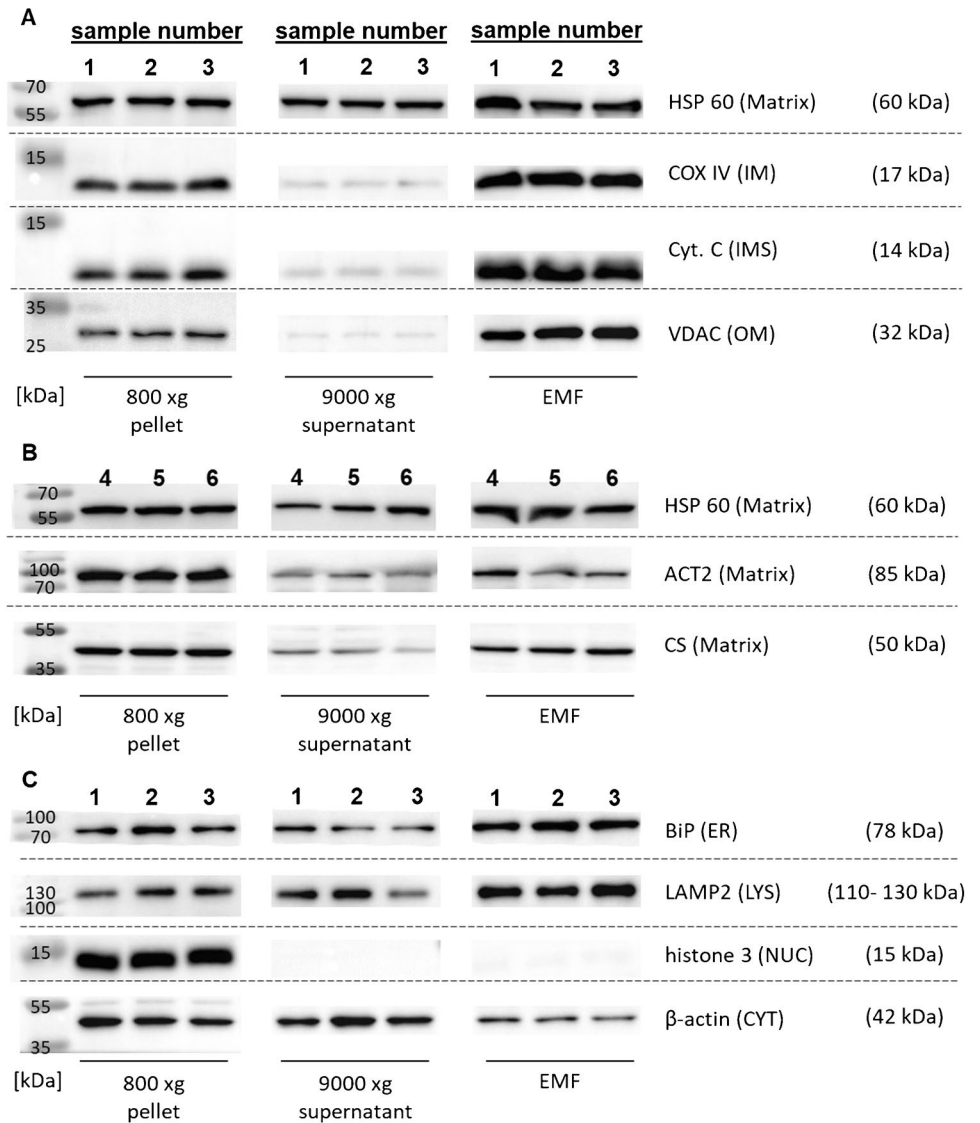 A
sample number sample number sample number
1 2 3 1 2 3 1 2 3
70
55
HSP 60 (Matrix) (60 kDa)
15
COX IV (IM) (17 kDa)
15
Cyt. C (IMS) (14 kDa)
35
25
VDAC (OM) (32 kDa)
[kDa] 800 xg 9000 xg EMF
pellet supernatant
B
4 5 6 4 5 6 4 5 6
70
55
HSP 60 (Matrix) (60 kDa)
100
70
ACT2 (Matrix) (85 kDa)
55
35
CS (Matrix) (50 kDa)
[kDa] 800 xg 9000 xg EMF
pellet supernatant
C
1 2 3 1 2 3 1 2 3
100
70
BiP (ER) (78 kDa)
130
100
LAMP2 (LYS) (110- 130 kDa)
15
histone 3 (NUC) (15 kDa)
55
35
β-actin (CYT) (42 kDa)
[kDa] 800 xg 9000 xg EMF
pellet supernatant